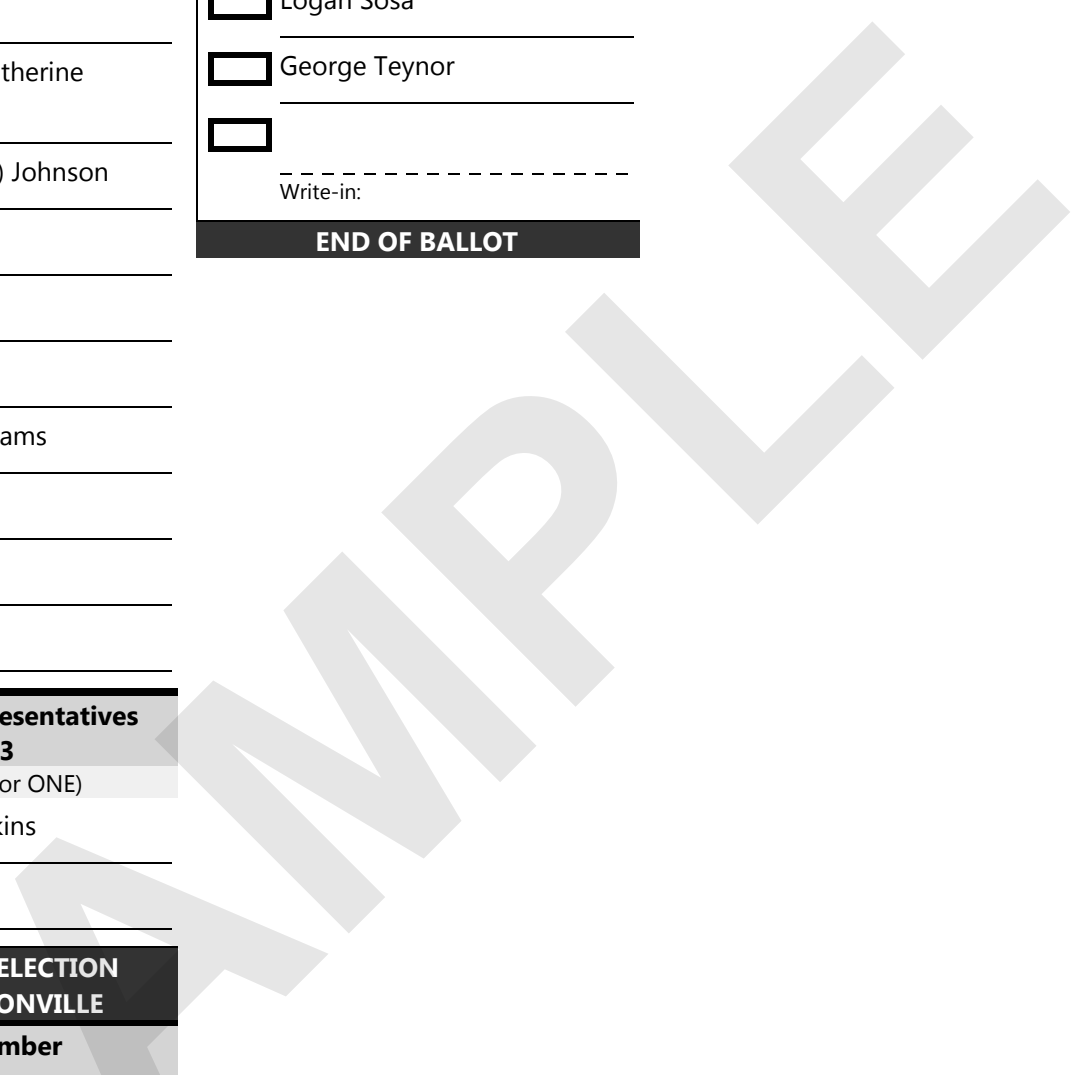 therine
) Johnson
ams
esentatives
3
or ONE)
kins
ELECTION
ONVILLE
mber
Logan Sosa
George Teynor
Write-in:
END OF BALLOT
AMPLE